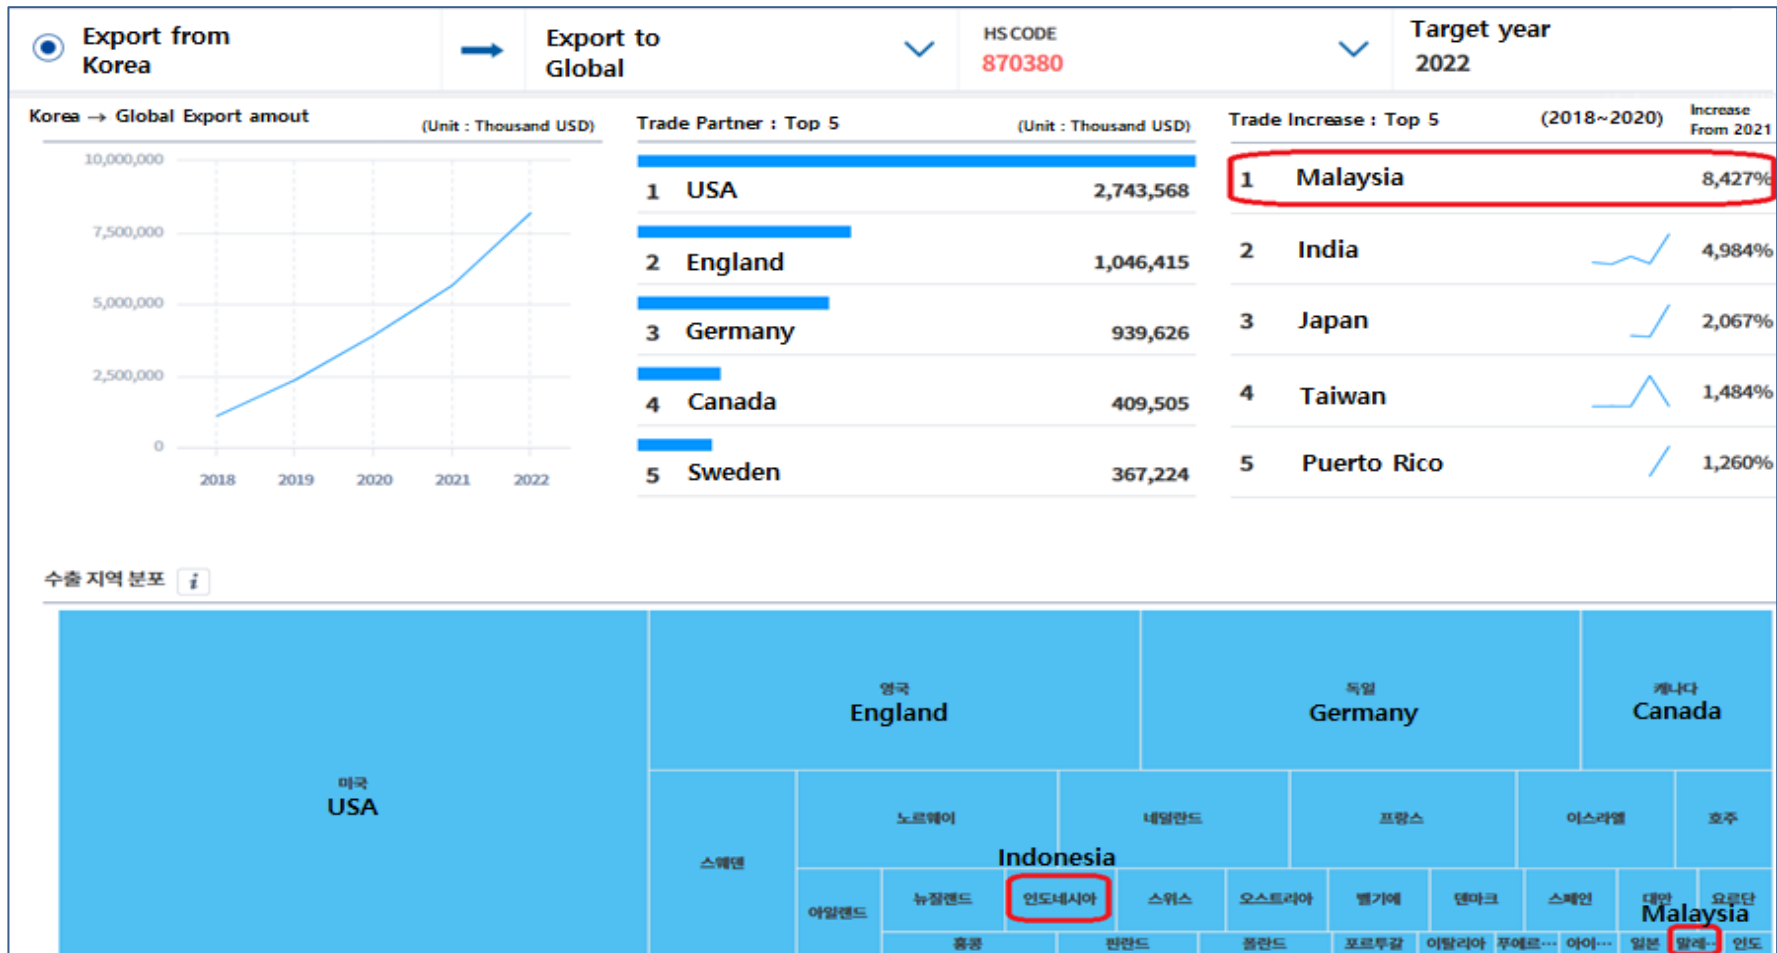 Export from
Korea
Export to
Global
HS CODE
870380
Target year
2022
Korea → Global Export amout
(Unit : Thousand USD)
10,000,000
7,500,000
5,000,000
2,500,000
0
2018 2019 2020 2021 2022
Trade Partner : Top 5
(Unit : Thousand USD)
1 USA 2,743,568
2 England 1,046,415
3 Germany 939,626
4 Canada 409,505
5 Sweden 367,224
Trade Increase : Top 5 (2018~2020)
Increase
From 2021
1 Malaysia 8,427%
2 India 4,984%
3 Japan 2,067%
4 Taiwan 1,484%
5 Puerto Rico 1,260%
수출 지역 분포 i
미국
USA
영국
England
독일
Germany
캐나다
Canada
스웨덴
노르웨이
네덜란드
프랑스
이스라엘
호주
Indonesia
아일랜드
뉴질랜드
인도네시아
스위스
오스트리아
벨기에
덴마크
스페인
대만
요르단
Malaysia
홍콩
핀란드
폴란드
포르투갈
이탈리아
푸에르…
아이…
일본
말레…
인도